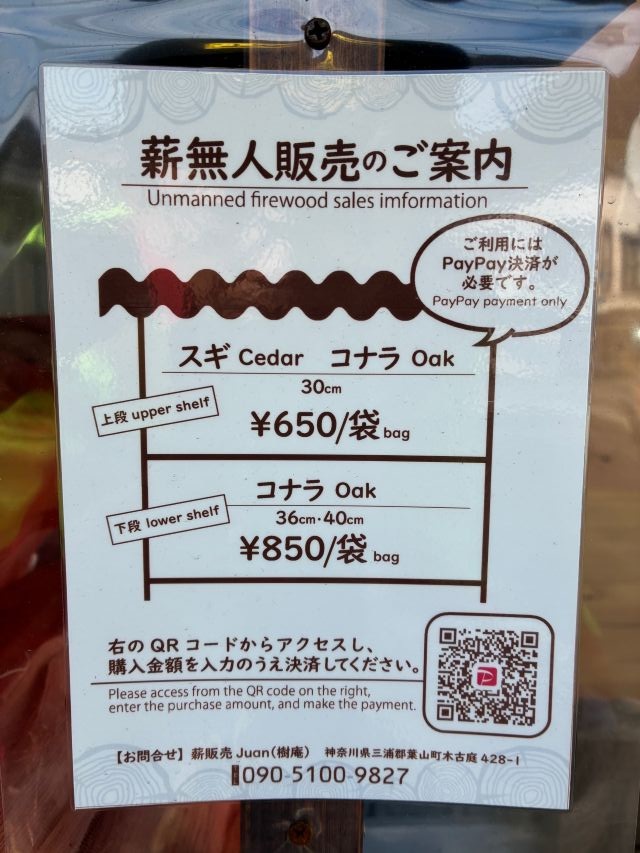 薪無人販売のご案内
Unmanned firewood sales imformation
ご利用には
PayPay決済が
必要です。
PayPay payment only
スギ Cedar コナラ Oak
30cm
上段 upper shelf
¥650/袋 bag
コナラ Oak
36cm・40cm
下段 lower shelf
¥850/袋 bag
右のQRコードからアクセスし、
購入金額を入力のうえ決済してください。
Please access from the QR code on the right,
enter the purchase amount, and make the payment.
【お問合せ】薪販売 Juan(樹庵) 神奈川県三浦郡葉山町木古庭428-1
090-5100-9827